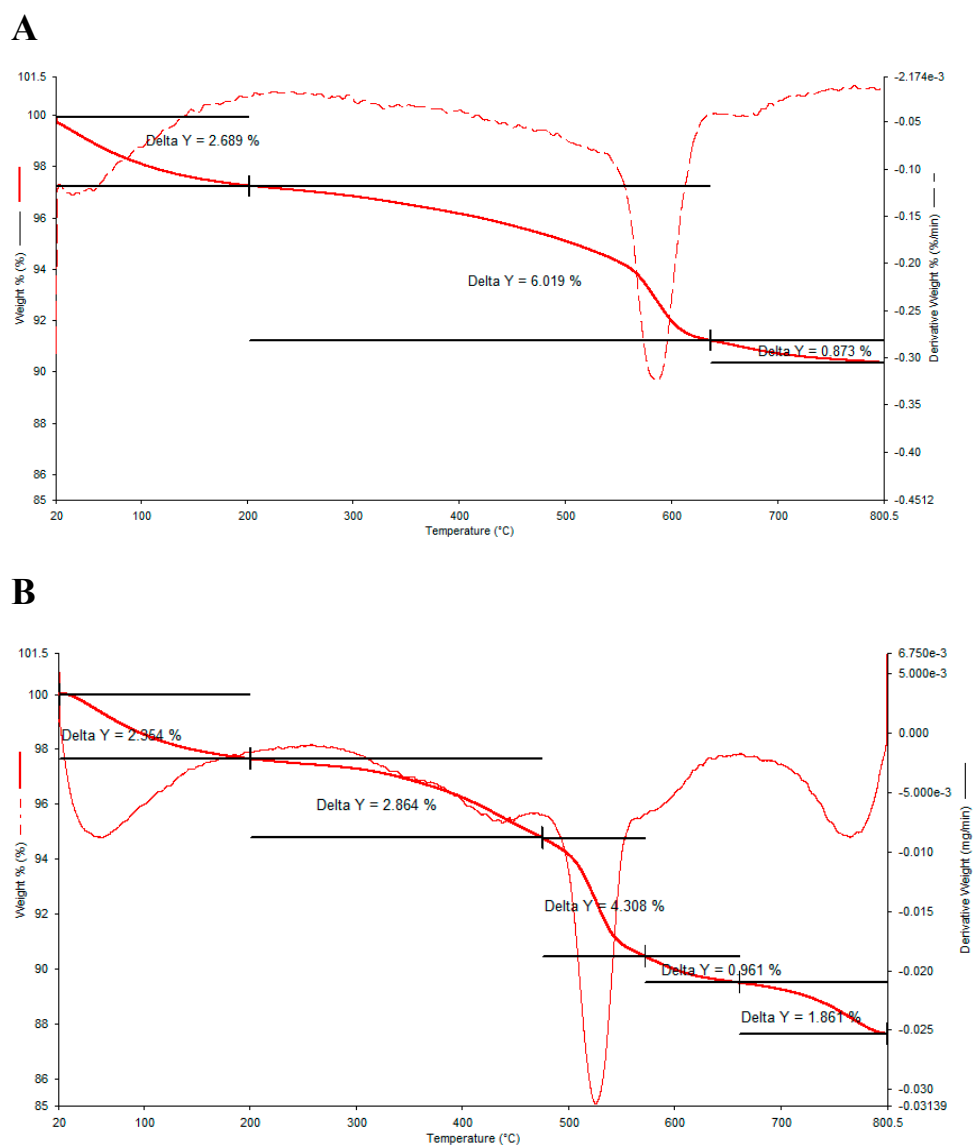 A
101.5
100
98
96
94
92
90
88
86
85
Weight % (%)
Delta Y = 2.689 %
Delta Y = 6.019 %
Delta Y = 0.873 %
-2.174e-3
-0.05
-0.10
-0.15
-0.20
-0.25
-0.30
-0.35
-0.40
-0.4512
Derivative Weight % (%/min)
20 100 200 300 400 500 600 700 800.5
Temperature (°C)
B
101.5
100
98
96
94
92
90
88
86
85
Weight % (%)
Delta Y = 2.354 %
Delta Y = 2.864 %
Delta Y = 4.308 %
Delta Y = 0.961 %
Delta Y = 1.861 %
6.750e-3
5.000e-3
0.000
-5.000e-3
-0.010
-0.015
-0.020
-0.025
-0.030
-0.03139
Derivative Weight (mg/min)
20 100 200 300 400 500 600 700 800.5
Temperature (°C)